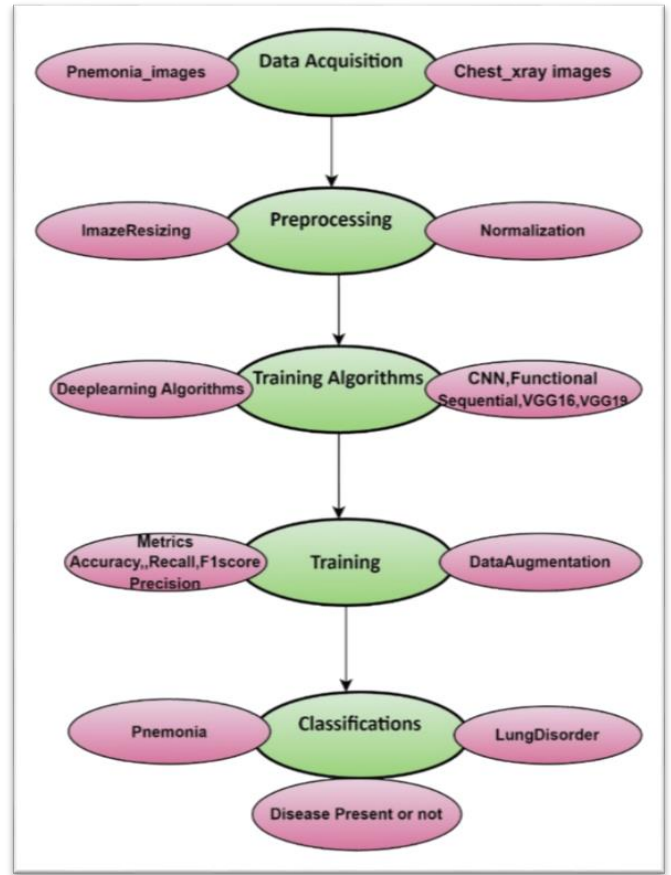 Pnemonia_images
Data Acquisition
Chest_xray images
ImazeResizing
Preprocessing
Normalization
Deeplearning Algorithms
Training Algorithms
CNN,Functional
Sequential,VGG16,VGG19
Metrics
Accuracy,,Recall,F1score
Precision
Training
DataAugmentation
Pnemonia
Classifications
LungDisorder
Disease Present or not